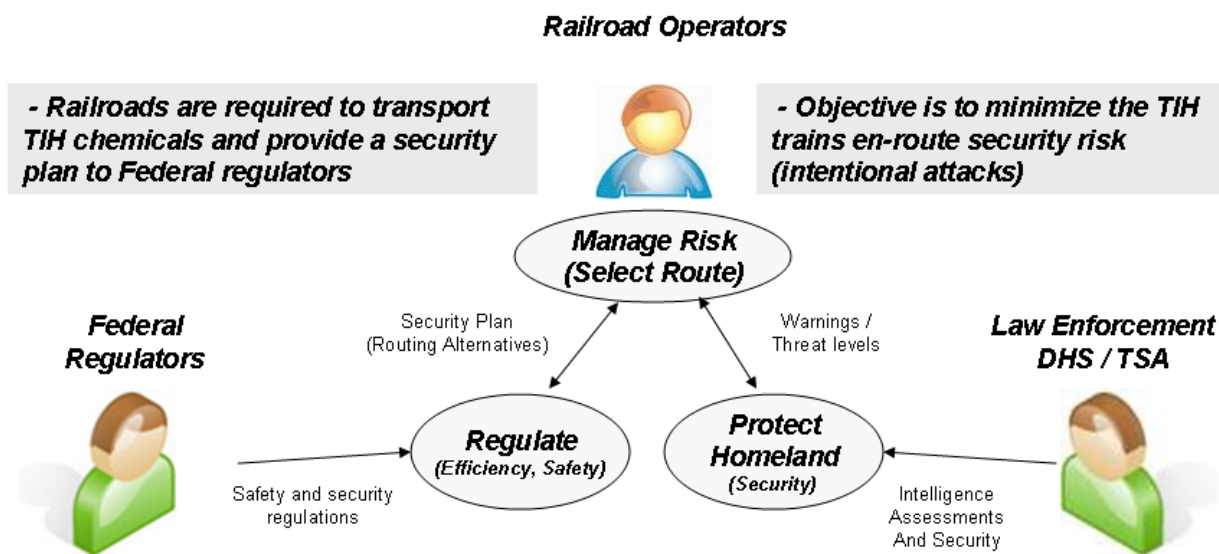 Railroad Operators
- Railroads are required to transport
TIH chemicals and provide a security
plan to Federal regulators
- Objective is to minimize the TIH
trains en-route security risk
(intentional attacks)
Manage Risk
(Select Route)
Federal
Regulators
Security Plan
(Routing Alternatives)
Warnings /
Threat levels
Law Enforcement
DHS / TSA
Regulate
(Efficiency, Safety)
Protect
Homeland
(Security)
Safety and security
regulations
Intelligence
Assessments
And Security